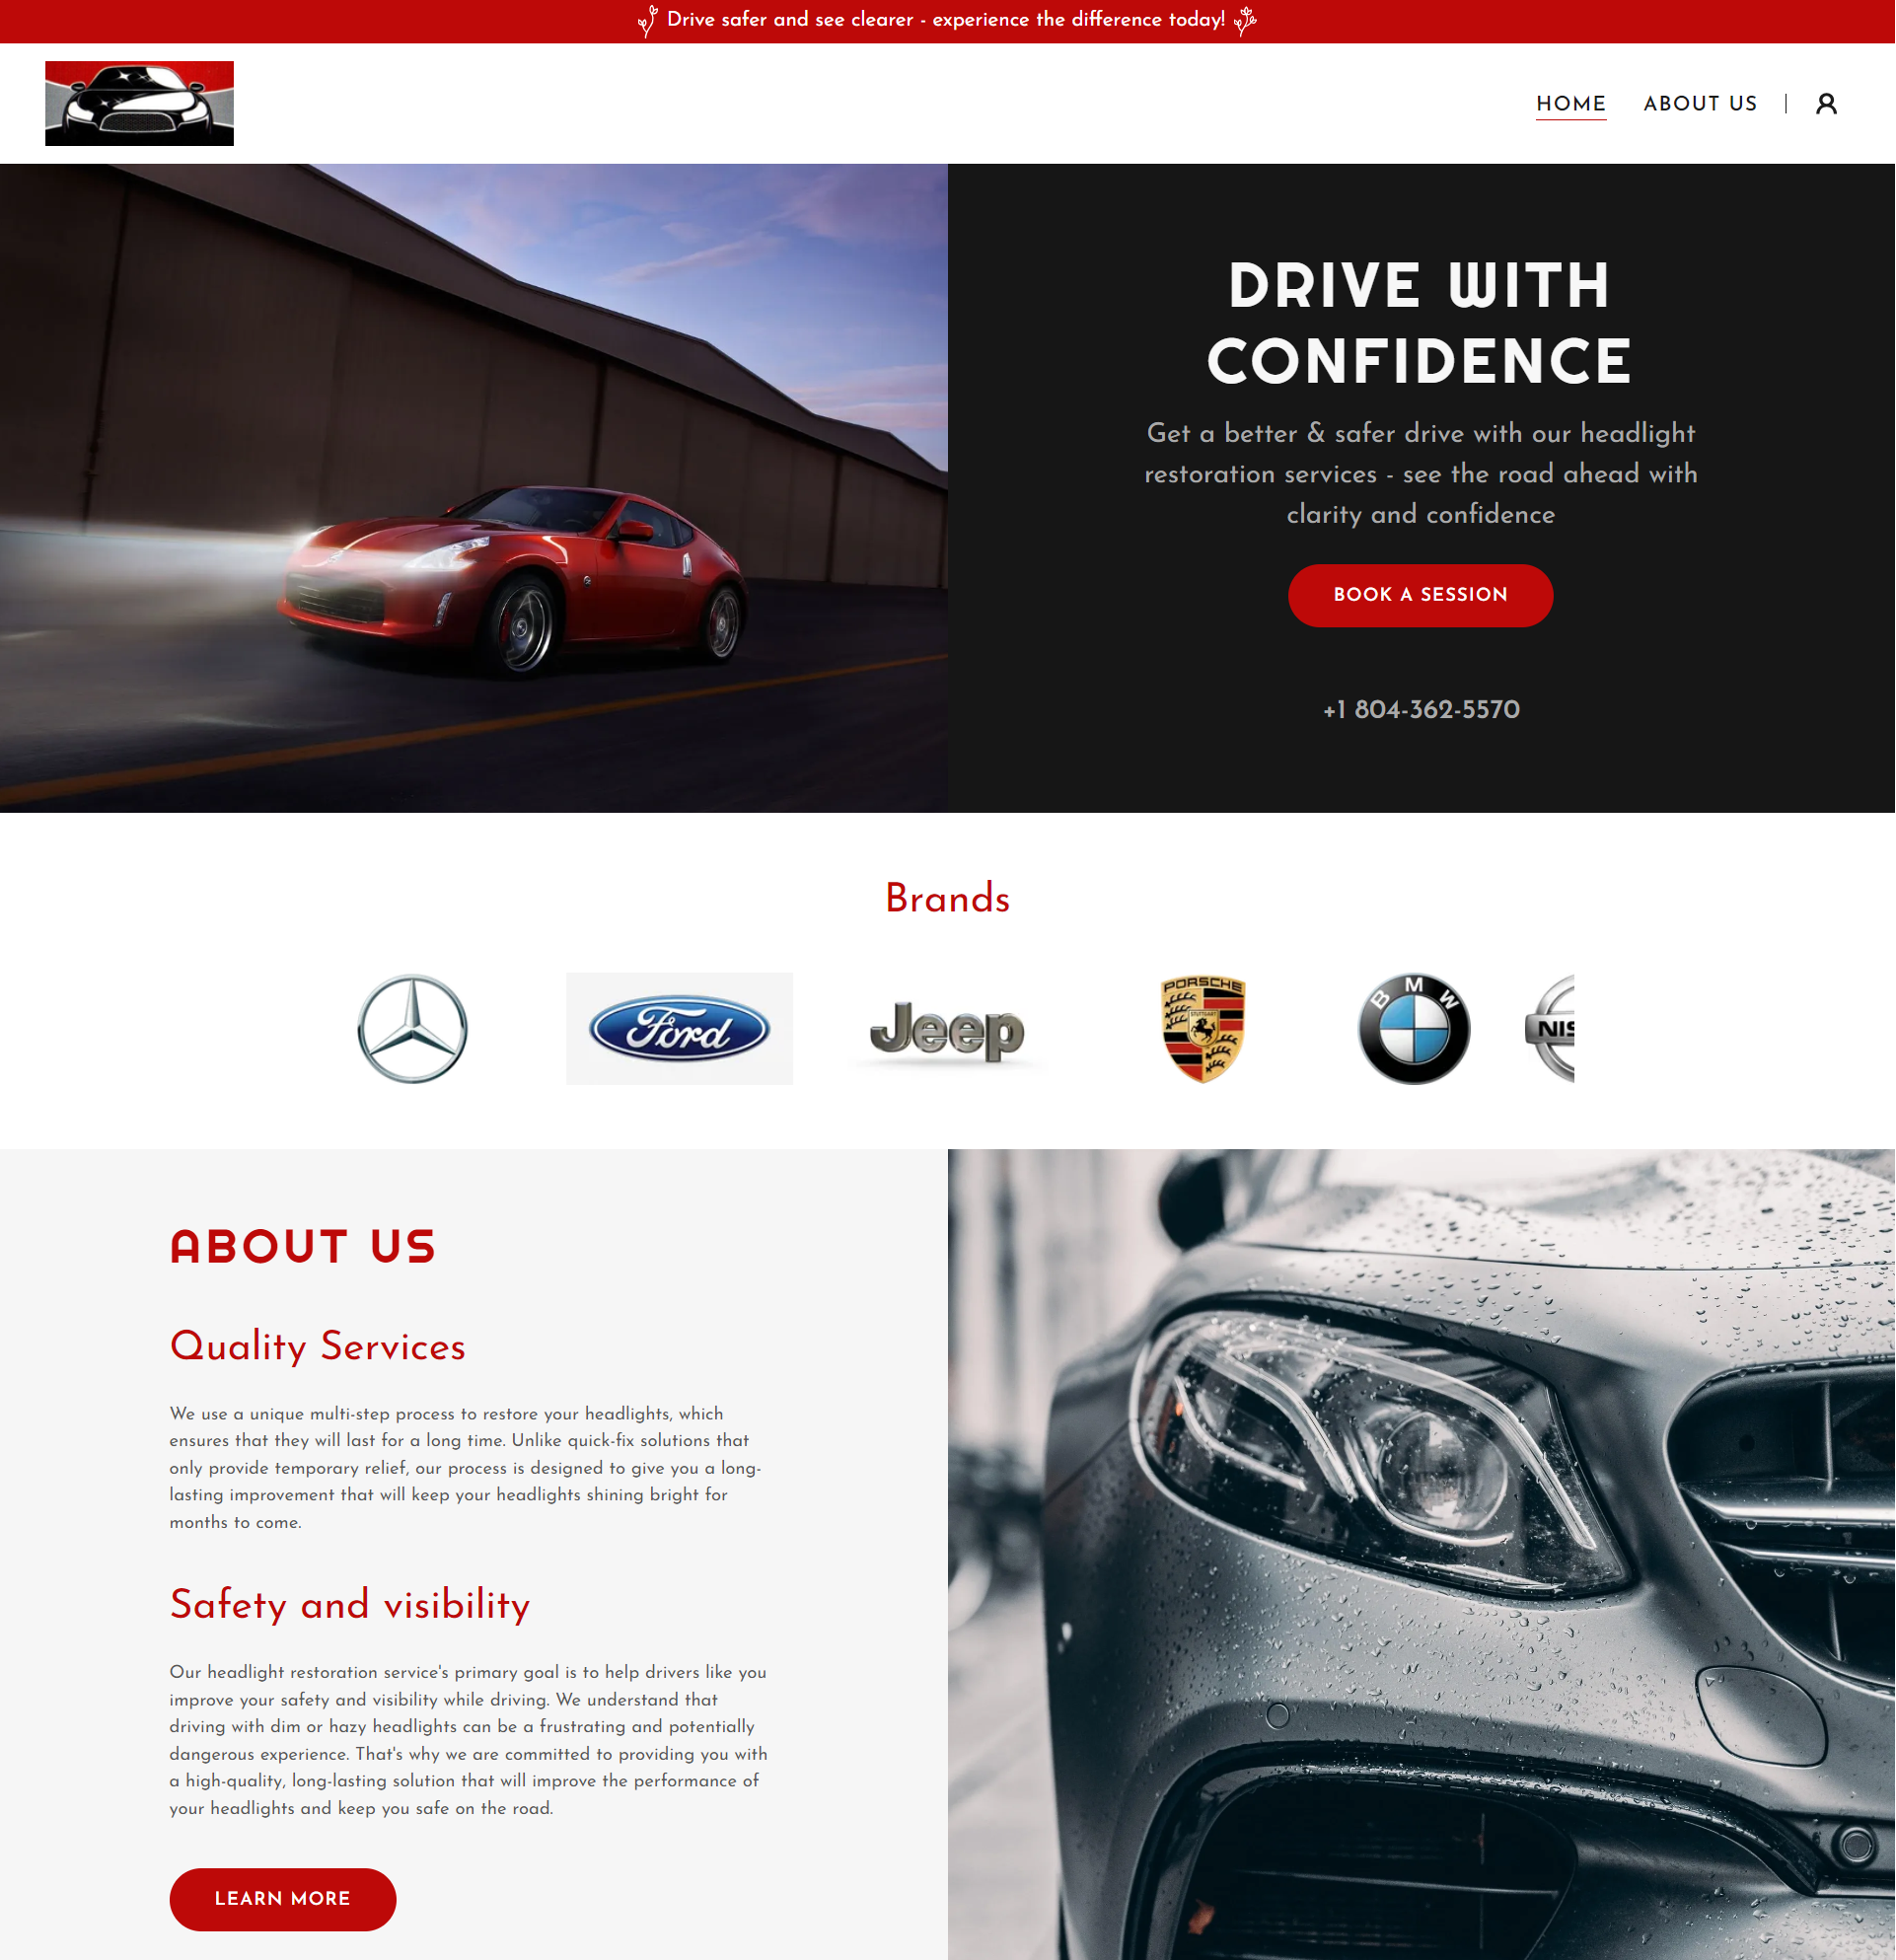 Drive safer and see clearer - experience the difference today!
HOME
ABOUT US
DRIVE WITH
CONFIDENCE
Get a better & safer drive with our headlight
restoration services - see the road ahead with
clarity and confidence
BOOK A SESSION
+1 804-362-5570
Brands
Ford
Jeep
PORSCHE
STUTTGART
BMW
NIS
ABOUT US
Quality Services
We use a unique multi-step process to restore your headlights, which
ensures that they will last for a long time. Unlike quick-fix solutions that
only provide temporary relief, our process is designed to give you a long-
lasting improvement that will keep your headlights shining bright for
months to come.
Safety and visibility
Our headlight restoration service's primary goal is to help drivers like you
improve your safety and visibility while driving. We understand that
driving with dim or hazy headlights can be a frustrating and potentially
dangerous experience. That's why we are committed to providing you with
a high-quality, long-lasting solution that will improve the performance of
your headlights and keep you safe on the road.
LEARN MORE